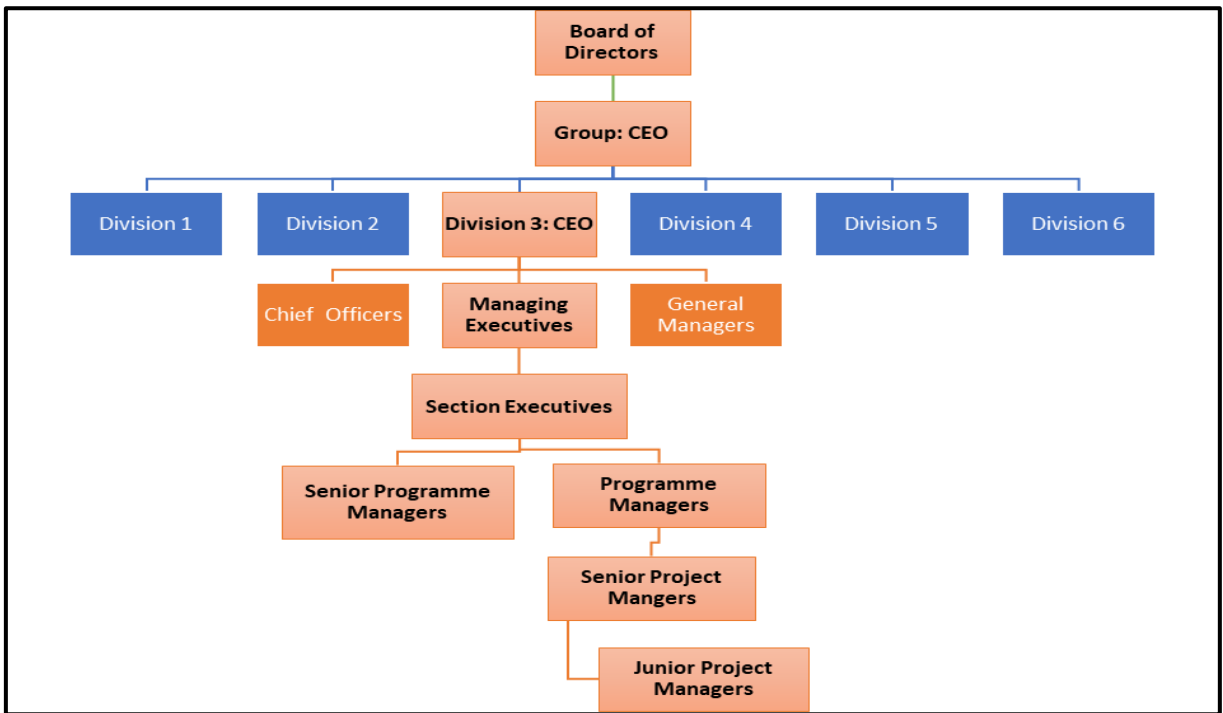 Board of
Directors
Group: CEO
Division 1
Division 2
Division 3: CEO
Division 4
Division 5
Division 6
Chief Officers
Managing
Executives
General
Managers
Section Executives
Senior Programme
Managers
Programme
Managers
Senior Project
Mangers
Junior Project
Managers